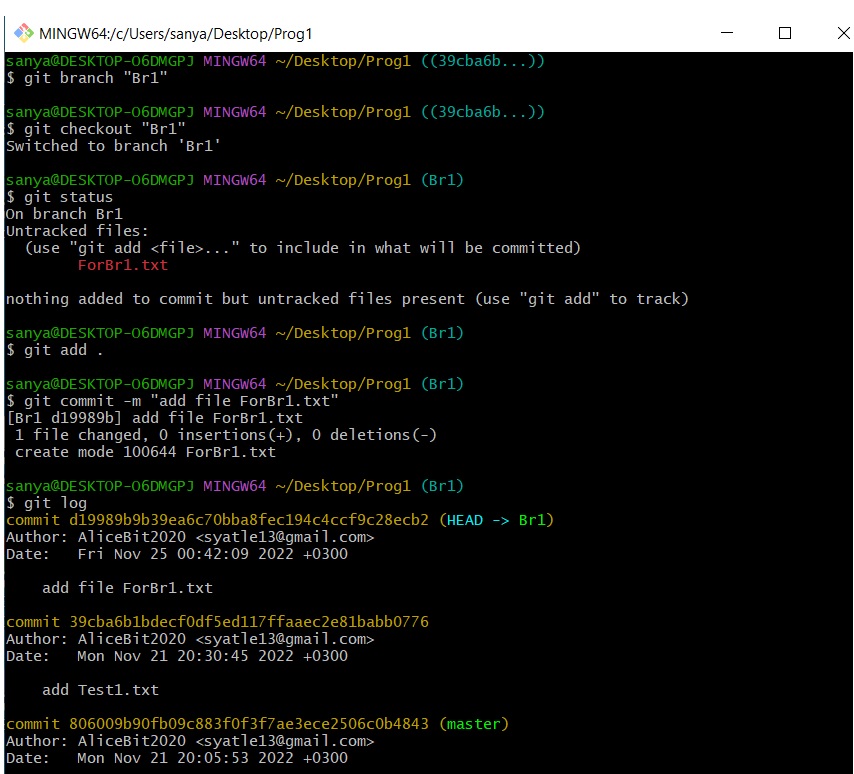 MINGW64:/c/Users/sanya/Desktop/Prog1
sanya@DESKTOP-O6DMGPJ MINGW64 ~/Desktop/Prog1 ((39cba6b...))
$ git branch "Br1"
sanya@DESKTOP-O6DMGPJ MINGW64 ~/Desktop/Prog1 ((39cba6b...))
$ git checkout "Br1"
Switched to branch 'Br1'
sanya@DESKTOP-O6DMGPJ MINGW64 ~/Desktop/Prog1 (Br1)
$ git status
On branch Br1
Untracked files:
  (use "git add <file>..." to include in what will be committed)
        ForBr1.txt
nothing added to commit but untracked files present (use "git add" to track)
sanya@DESKTOP-O6DMGPJ MINGW64 ~/Desktop/Prog1 (Br1)
$ git add .
sanya@DESKTOP-O6DMGPJ MINGW64 ~/Desktop/Prog1 (Br1)
$ git commit -m "add file ForBr1.txt"
[Br1 d19989b] add file ForBr1.txt
 1 file changed, 0 insertions(+), 0 deletions(-)
 create mode 100644 ForBr1.txt
sanya@DESKTOP-O6DMGPJ MINGW64 ~/Desktop/Prog1 (Br1)
$ git log
commit d19989b9b39ea6c70bba8fec194c4ccf9c28ecb2 (HEAD -> Br1)
Author: AliceBit2020 <syatle13@gmail.com>
Date:   Fri Nov 25 00:42:09 2022 +0300
    add file ForBr1.txt
commit 39cba6b1bdecf0df5ed117ffaaec2e81babb0776
Author: AliceBit2020 <syatle13@gmail.com>
Date:   Mon Nov 21 20:30:45 2022 +0300
    add Test1.txt
commit 806009b90fb09c883f0f3f7ae3ece2506c0b4843 (master)
Author: AliceBit2020 <syatle13@gmail.com>
Date:   Mon Nov 21 20:05:53 2022 +0300